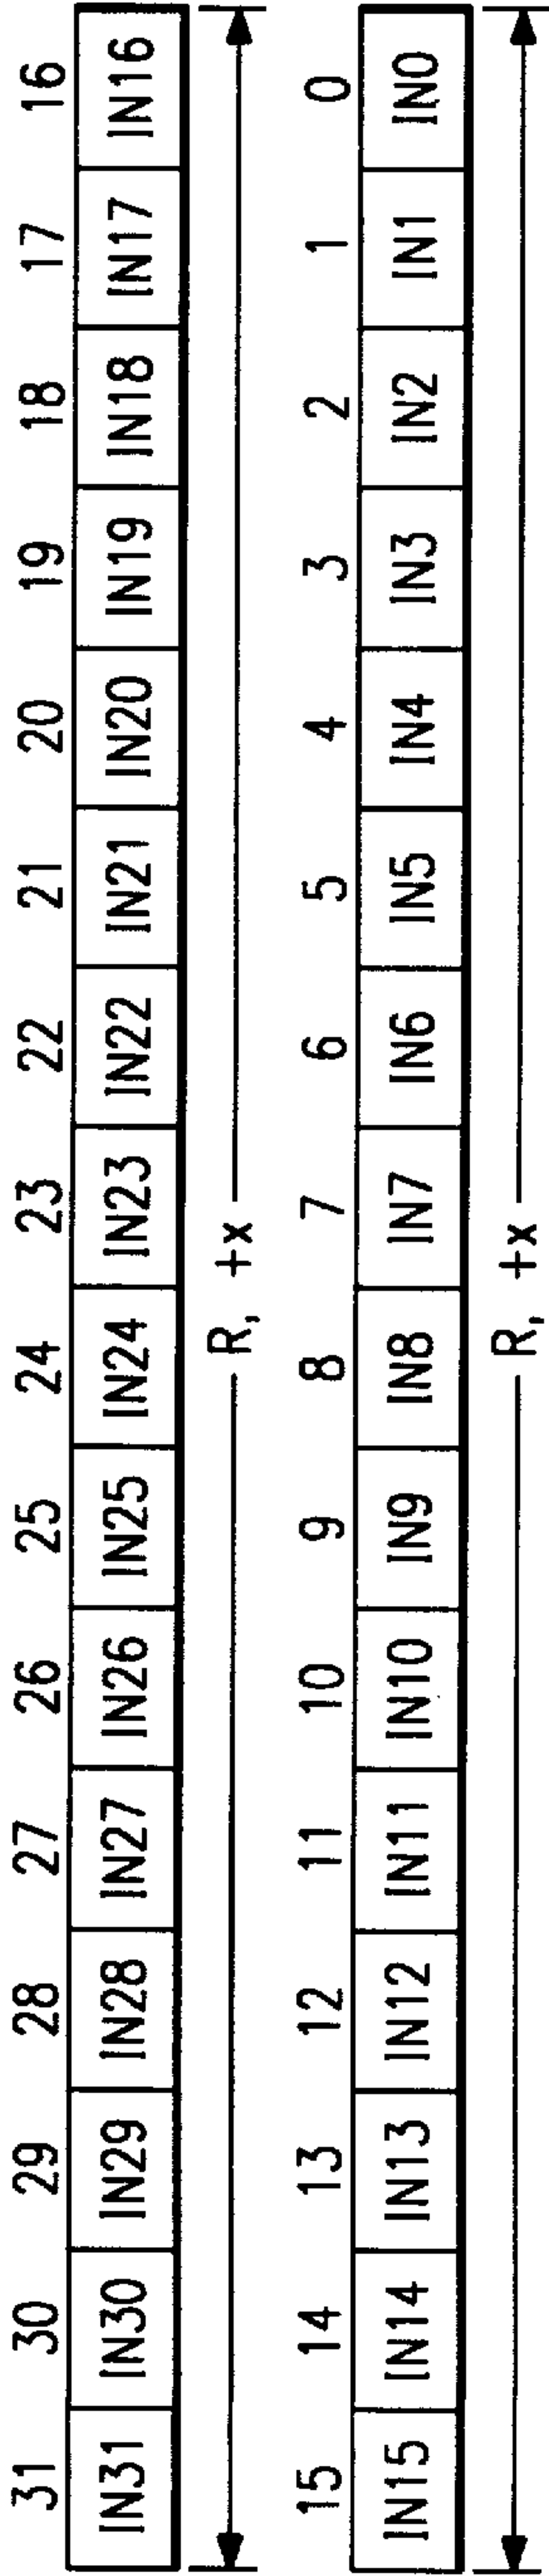 31 30 29 28 27 26 25 24 23 22 21 20 19 18 17 16
IN31 IN30 IN29 IN28 IN27 IN26 IN25 IN24 IN23 IN22 IN21 IN20 IN19 IN18 IN17 IN16
R, +x
15 14 13 12 11 10 9 8 7 6 5 4 3 2 1 0
IN15 IN14 IN13 IN12 IN11 IN10 IN9 IN8 IN7 IN6 IN5 IN4 IN3 IN2 IN1 IN0
R, +x